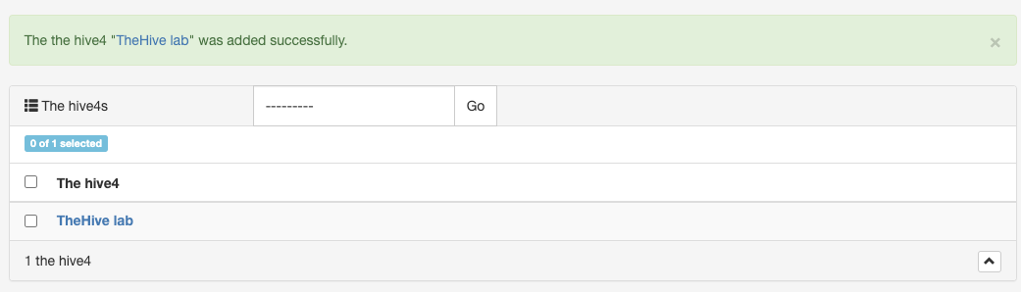 The the hive4 "TheHive lab" was added successfully. ×
The hive4s --------- Go
0 of 1 selected
The hive4
TheHive lab
1 the hive4